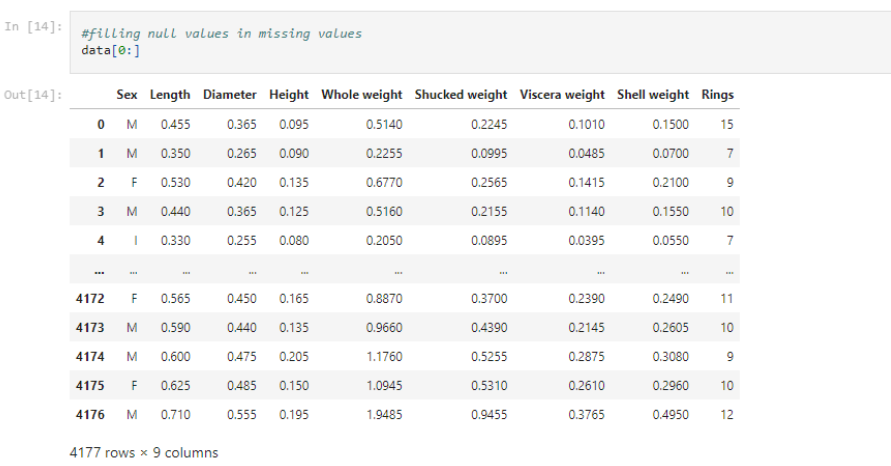 In [14]: #filling null values in missing values
data[0:]
Out[14]: Sex Length Diameter Height Whole weight Shucked weight Viscera weight Shell weight Rings
0 M 0.455 0.365 0.095 0.5140 0.2245 0.1010 0.1500 15
1 M 0.350 0.265 0.090 0.2255 0.0995 0.0485 0.0700 7
2 F 0.530 0.420 0.135 0.6770 0.2565 0.1415 0.2100 9
3 M 0.440 0.365 0.125 0.5160 0.2155 0.1140 0.1550 10
4 I 0.330 0.255 0.080 0.2050 0.0895 0.0395 0.0550 7
... ... ... ... ... ... ... ... ... ...
4172 F 0.565 0.450 0.165 0.8870 0.3700 0.2390 0.2490 11
4173 M 0.590 0.440 0.135 0.9660 0.4390 0.2145 0.2605 10
4174 M 0.600 0.475 0.205 1.1760 0.5255 0.2875 0.3080 9
4175 F 0.625 0.485 0.150 1.0945 0.5310 0.2610 0.2960 10
4176 M 0.710 0.555 0.195 1.9485 0.9455 0.3765 0.4950 12
4177 rows × 9 columns